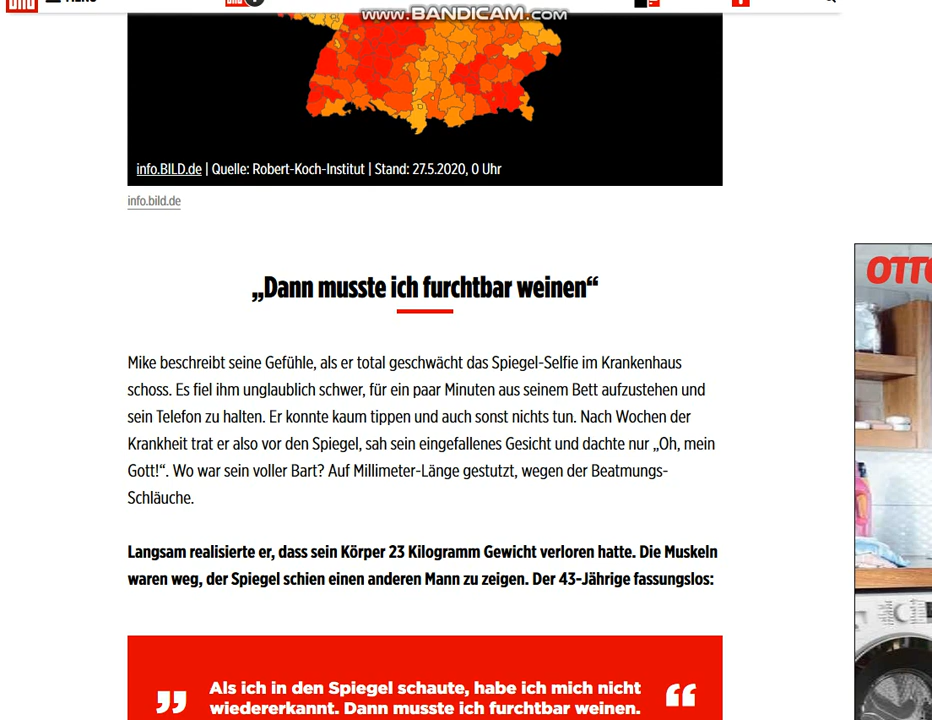 www.BANDICAM.com
info.BILD.de | Quelle: Robert-Koch-Institut | Stand: 27.5.2020, 0 Uhr
info.bild.de
„Dann musste ich furchtbar weinen“
OTTO
Mike beschreibt seine Gefühle, als er total geschwächt das Spiegel-Selfie im Krankenhaus
schoss. Es fiel ihm unglaublich schwer, für ein paar Minuten aus seinem Bett aufzustehen und
sein Telefon zu halten. Er konnte kaum tippen und auch sonst nichts tun. Nach Wochen der
Krankheit trat er also vor den Spiegel, sah sein eingefallenes Gesicht und dachte nur „Oh, mein
Gott!“. Wo war sein voller Bart? Auf Millimeter-Länge gestutzt, wegen der Beatmungs-
Schläuche.
Langsam realisierte er, dass sein Körper 23 Kilogramm Gewicht verloren hatte. Die Muskeln
waren weg, der Spiegel schien einen anderen Mann zu zeigen. Der 43-Jährige fassungslos:
„ Als ich in den Spiegel schaute, habe ich mich nicht “
wiedererkannt. Dann musste ich furchtbar weinen.